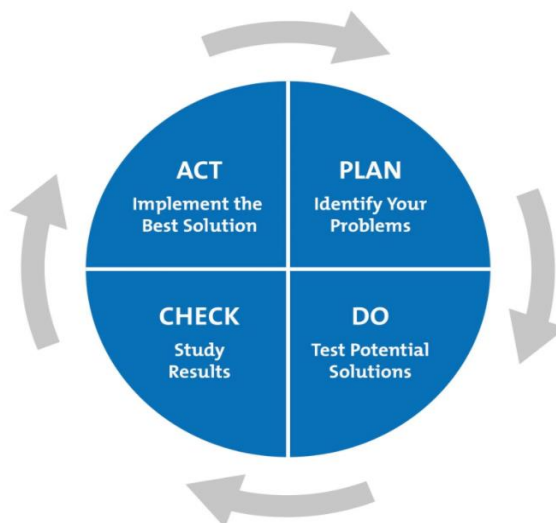 ACT
Implement the
Best Solution
PLAN
Identify Your
Problems
CHECK
Study
Results
DO
Test Potential
Solutions